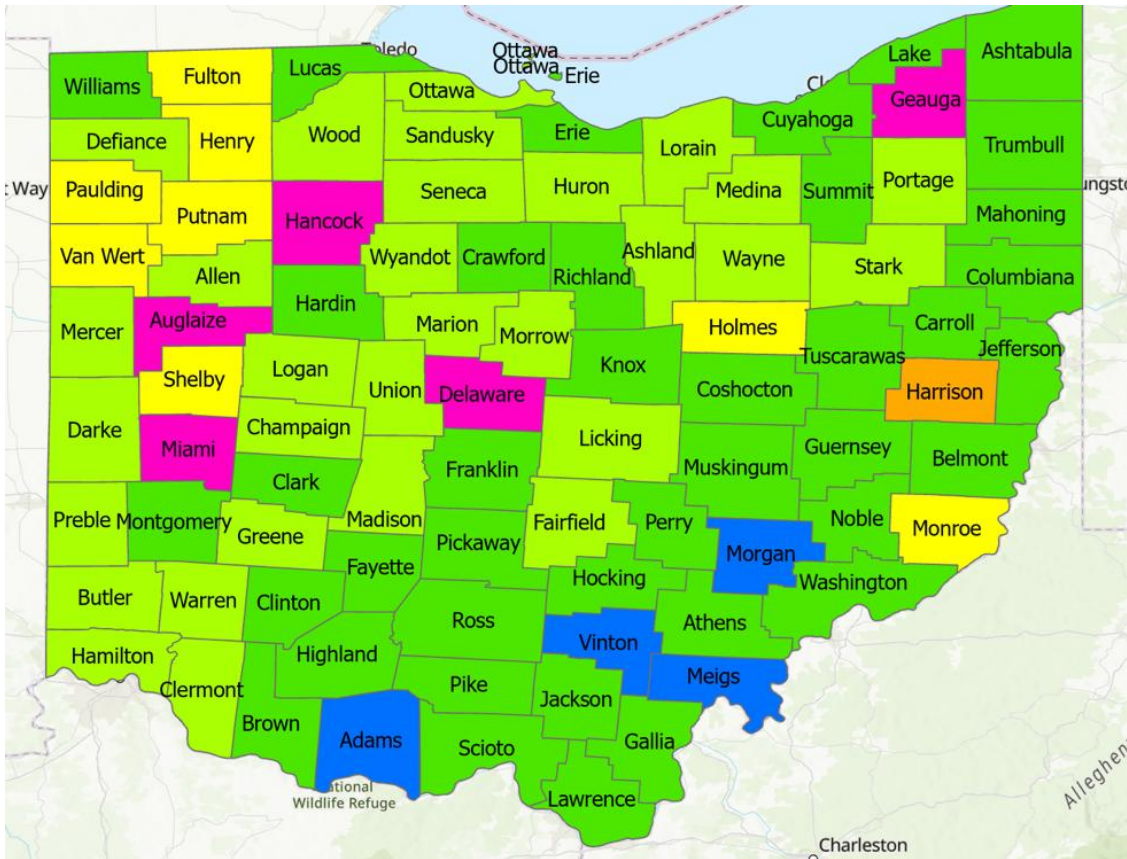 Toledo
Ottawa
Ottawa
Erie
Lake
Ashtabula
Williams
Fulton
Lucas
Ottawa
Cl
Geauga
Defiance
Henry
Wood
Sandusky
Erie
Lorain
Cuyahoga
Trumbull
t Way
Paulding
Putnam
Seneca
Huron
Medina
Summit
Portage
ungsto
Hancock
Mahoning
Van Wert
Allen
Wyandot
Crawford
Richland
Ashland
Wayne
Stark
Columbiana
Mercer
Auglaize
Hardin
Marion
Morrow
Holmes
Carroll
Shelby
Logan
Union
Delaware
Knox
Coshocton
Tuscarawas
Harrison
Jefferson
Darke
Miami
Champaign
Licking
Guernsey
Belmont
Clark
Franklin
Muskingum
Preble
Montgomery
Greene
Madison
Pickaway
Fairfield
Perry
Morgan
Noble
Monroe
Fayette
Hocking
Washington
Butler
Warren
Clinton
Ross
Vinton
Athens
Hamilton
Highland
Clermont
Pike
Jackson
Meigs
Brown
Adams
Scioto
Gallia
Lawrence
ational
Wildlife Refuge
Allegheny
Charleston